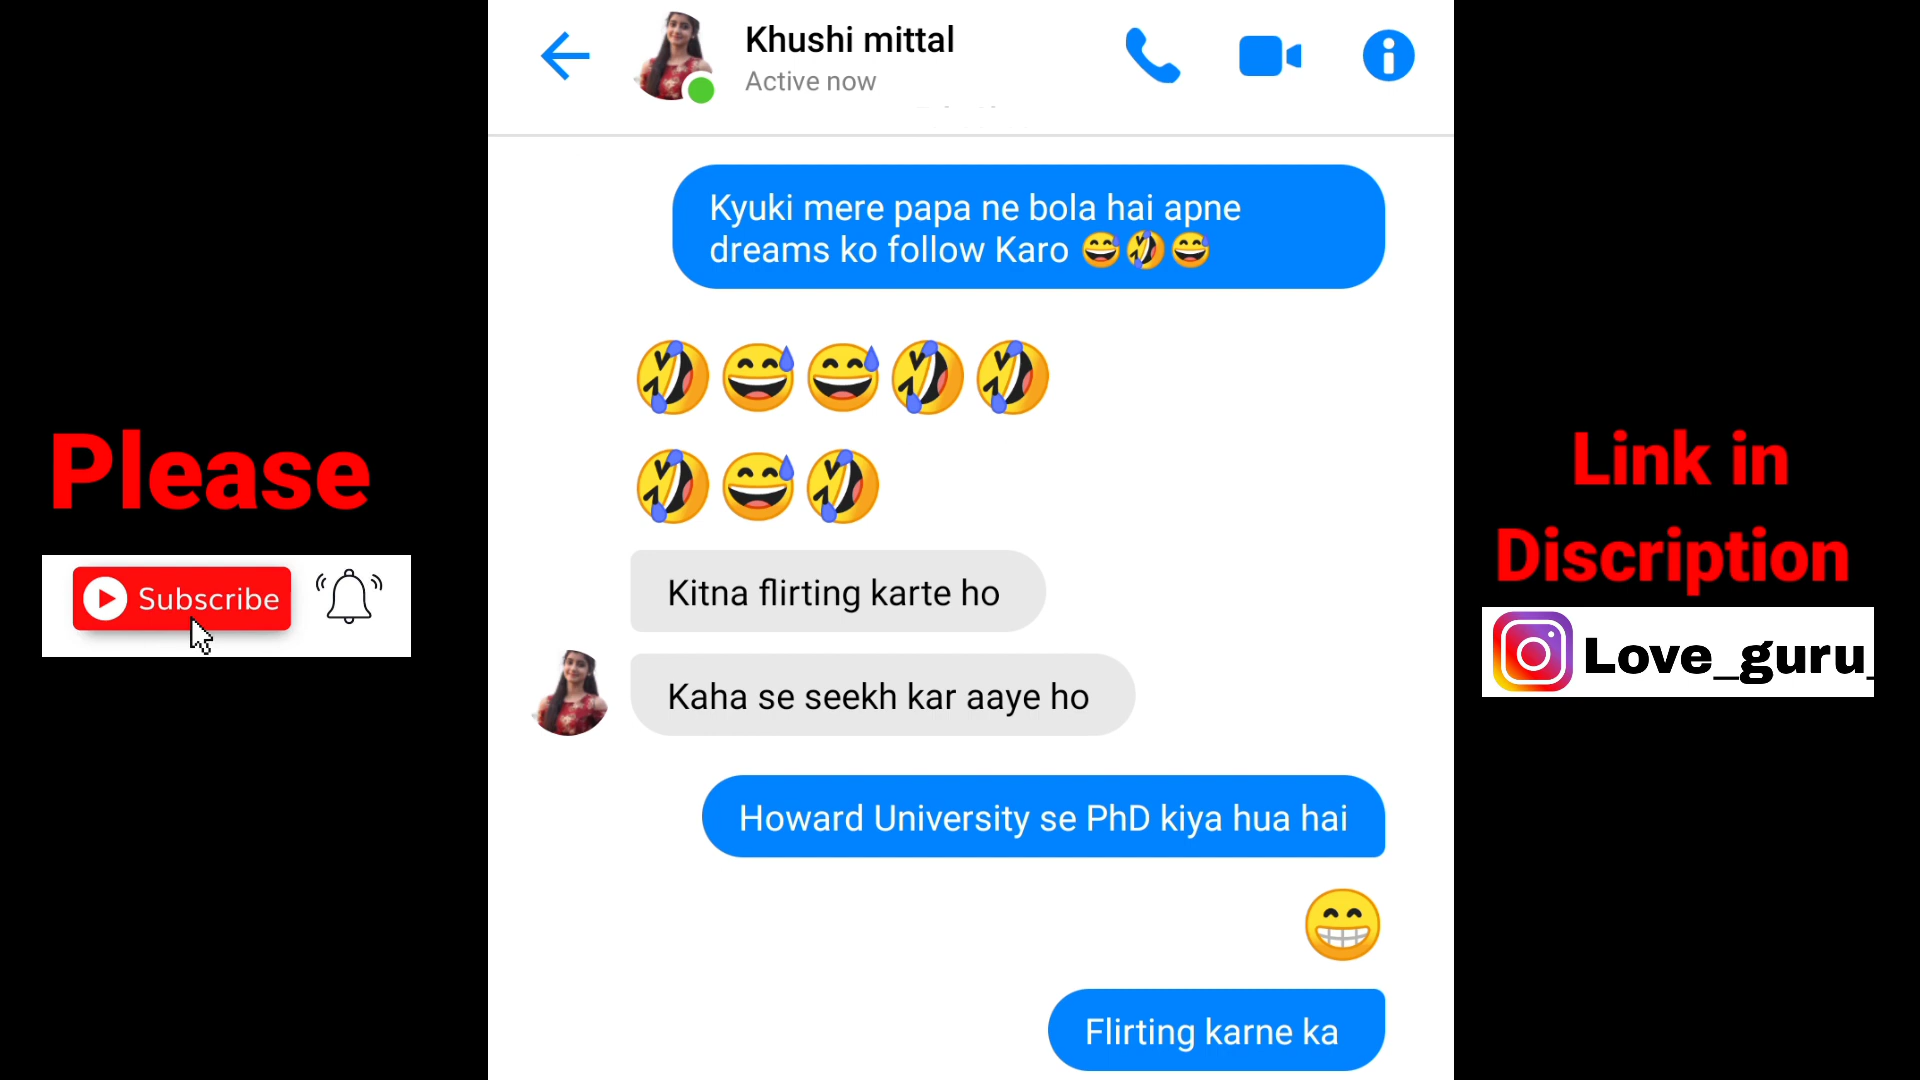 Khushi mittal
Active now
Kyuki mere papa ne bola hai apne
dreams ko follow Karo 😅🤣😅
🤣😅😅🤣🤣
🤣😅🤣
Kitna flirting karte ho
Kaha se seekh kar aaye ho
Howard University se PhD kiya hua hai
😁
Flirting karne ka
Please
Subscribe
Link in
Discription
Love_guru_